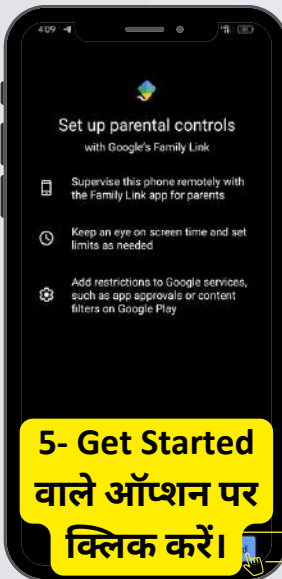 4:09
Set up parental controls
with Google's Family Link
Supervise this phone remotely with
the Family Link app for parents
Keep an eye on screen time and set
limits as needed
Add restrictions to Google services,
such as app approvals or content
filters on Google Play
5- Get Started
वाले ऑप्शन पर
क्लिक करें।